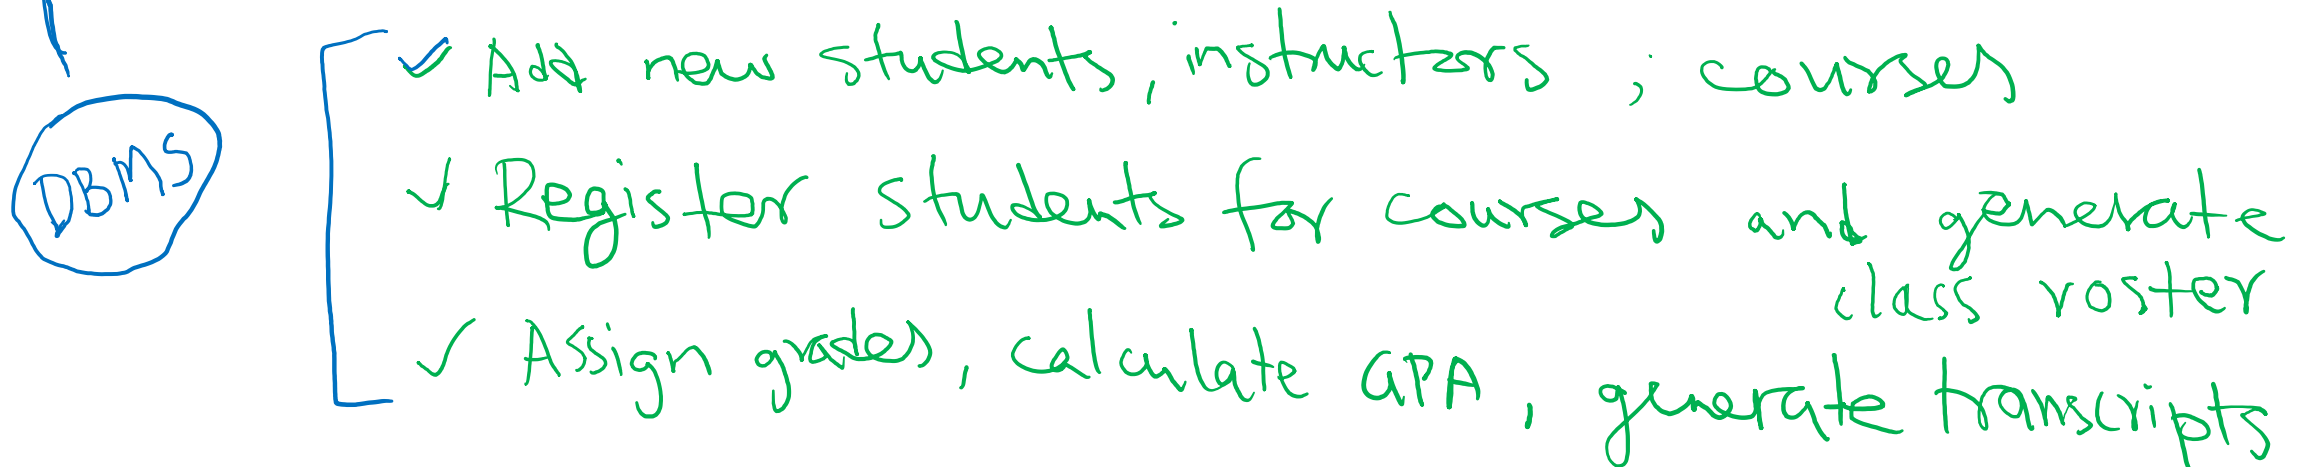 DBMS
✓ Add new students, instructors, courses
✓ Register students for courses, and generate
class roster
✓ Assign grades, calculate GPA, generate transcripts